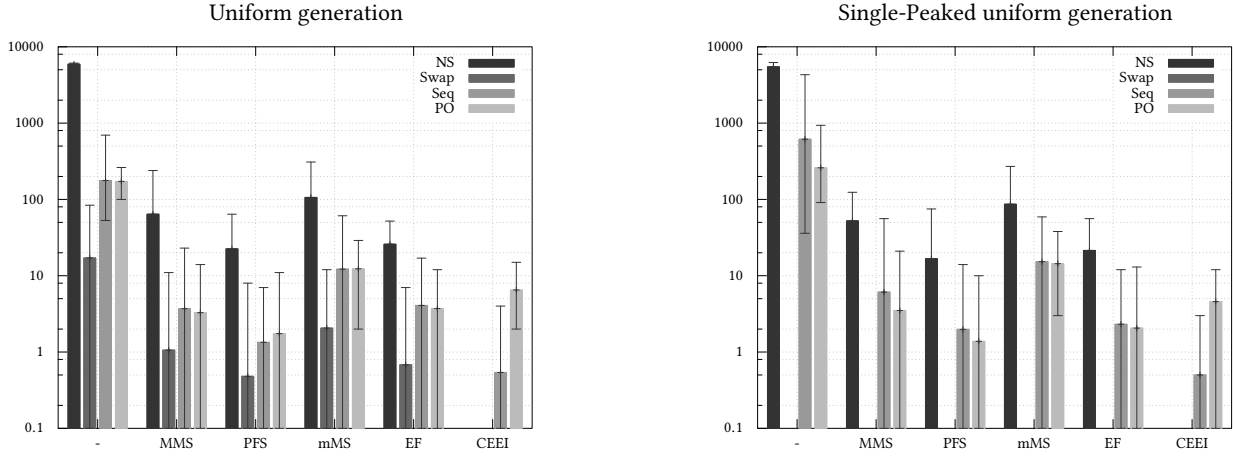 Uniform generation
10000
1000
100
10
1
0.1
NS
Swap
Seq
PO
-
MMS
PFS
mMS
EF
CEEI
Single-Peaked uniform generation
10000
1000
100
10
1
0.1
NS
Swap
Seq
PO
-
MMS
PFS
mMS
EF
CEEI